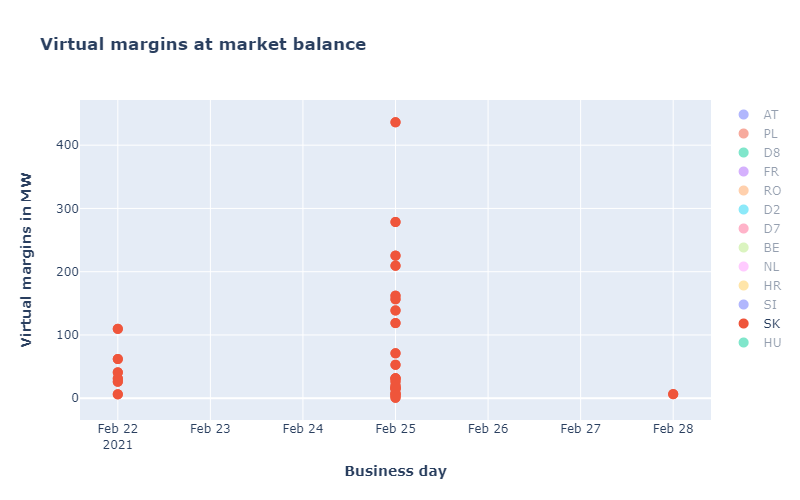 Virtual margins at market balance
Virtual margins in MW
400
300
200
100
0
Feb 22
2021
Feb 23
Feb 24
Feb 25
Feb 26
Feb 27
Feb 28
Business day
AT
PL
D8
FR
RO
D2
D7
BE
NL
HR
SI
SK
HU